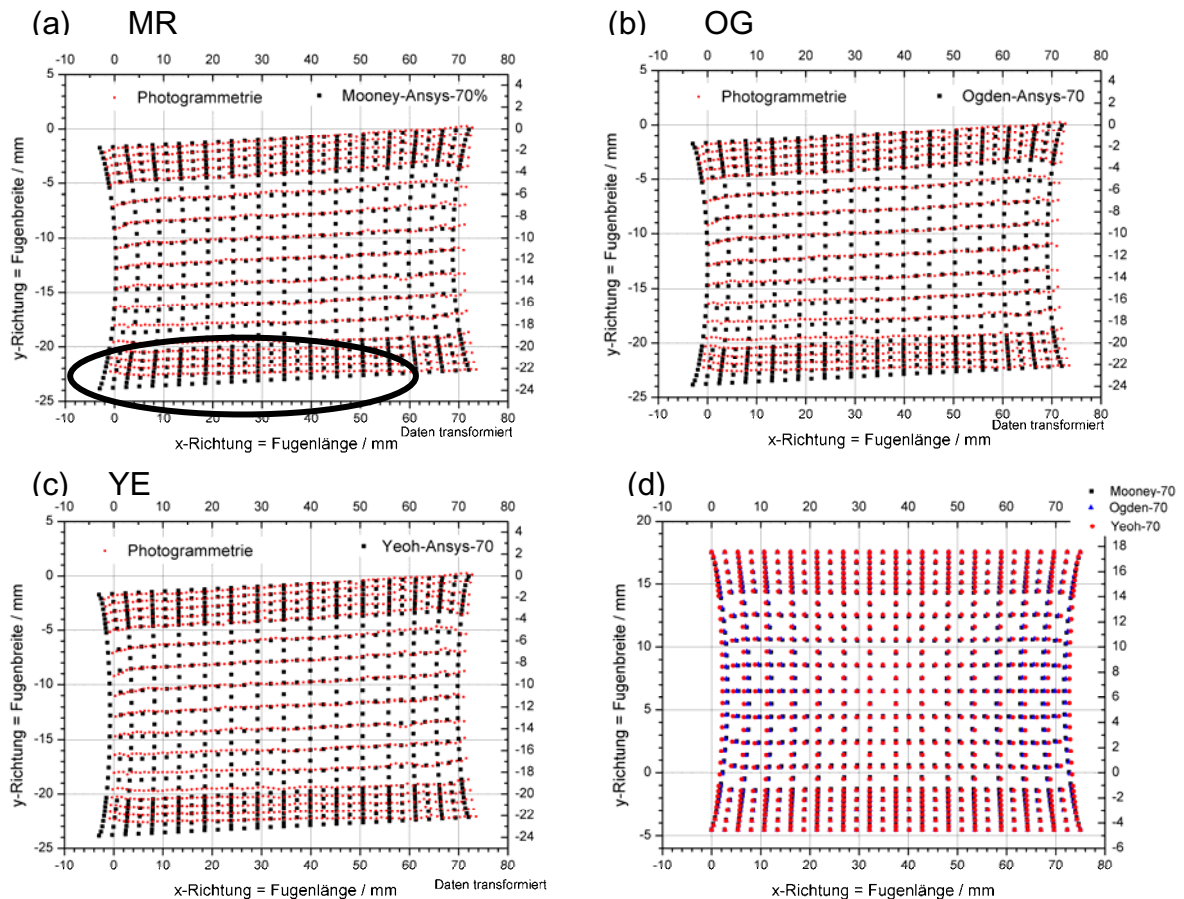 (a) MR
-10 0 10 20 30 40 50 60 70 80
5 4
Photogrammetrie Mooney-Ansys-70%
0 0
-2
-5 -4
-6
-8
-10 -10
-12
-15 -14
-16
-18
-20 -20
-22
-24
-25
-10 0 10 20 30 40 50 60 70 80
y-Richtung = Fugenbreite / mm
Daten transformiert
x-Richtung = Fugenlänge / mm
(b) OG
-10 0 10 20 30 40 50 60 70 80
5 4
Photogrammetrie Ogden-Ansys-70
2
0 0
-2
-5 -4
-6
-8
-10 -10
-12
-15 -14
-16
-18
-20 -20
-22
-24
-25
-10 0 10 20 30 40 50 60 70 80
y-Richtung = Fugenbreite / mm
Daten transformiert
x-Richtung = Fugenlänge / mm
(c) YE
-10 0 10 20 30 40 50 60 70 80
5 4
Photogrammetrie Yeoh-Ansys-70
2
0 0
-2
-5 -4
-6
-8
-10 -10
-12
-15 -14
-16
-18
-20 -20
-22
-24
-25
-10 0 10 20 30 40 50 60 70 80
y-Richtung = Fugenbreite / mm
x-Richtung = Fugenlänge / mm
Daten transformiert
(d)
Mooney-70
Ogden-70
Yeoh-70
-10 0 10 20 30 40 50 60 70
20
18
16
15
14
12
10 10
8
6
5
4
2
0 0
-2
-4
-5
-6
-10 0 10 20 30 40 50 60 70 80
y-Richtung = Fugenbreite / mm
x-Richtung = Fugenlänge / mm